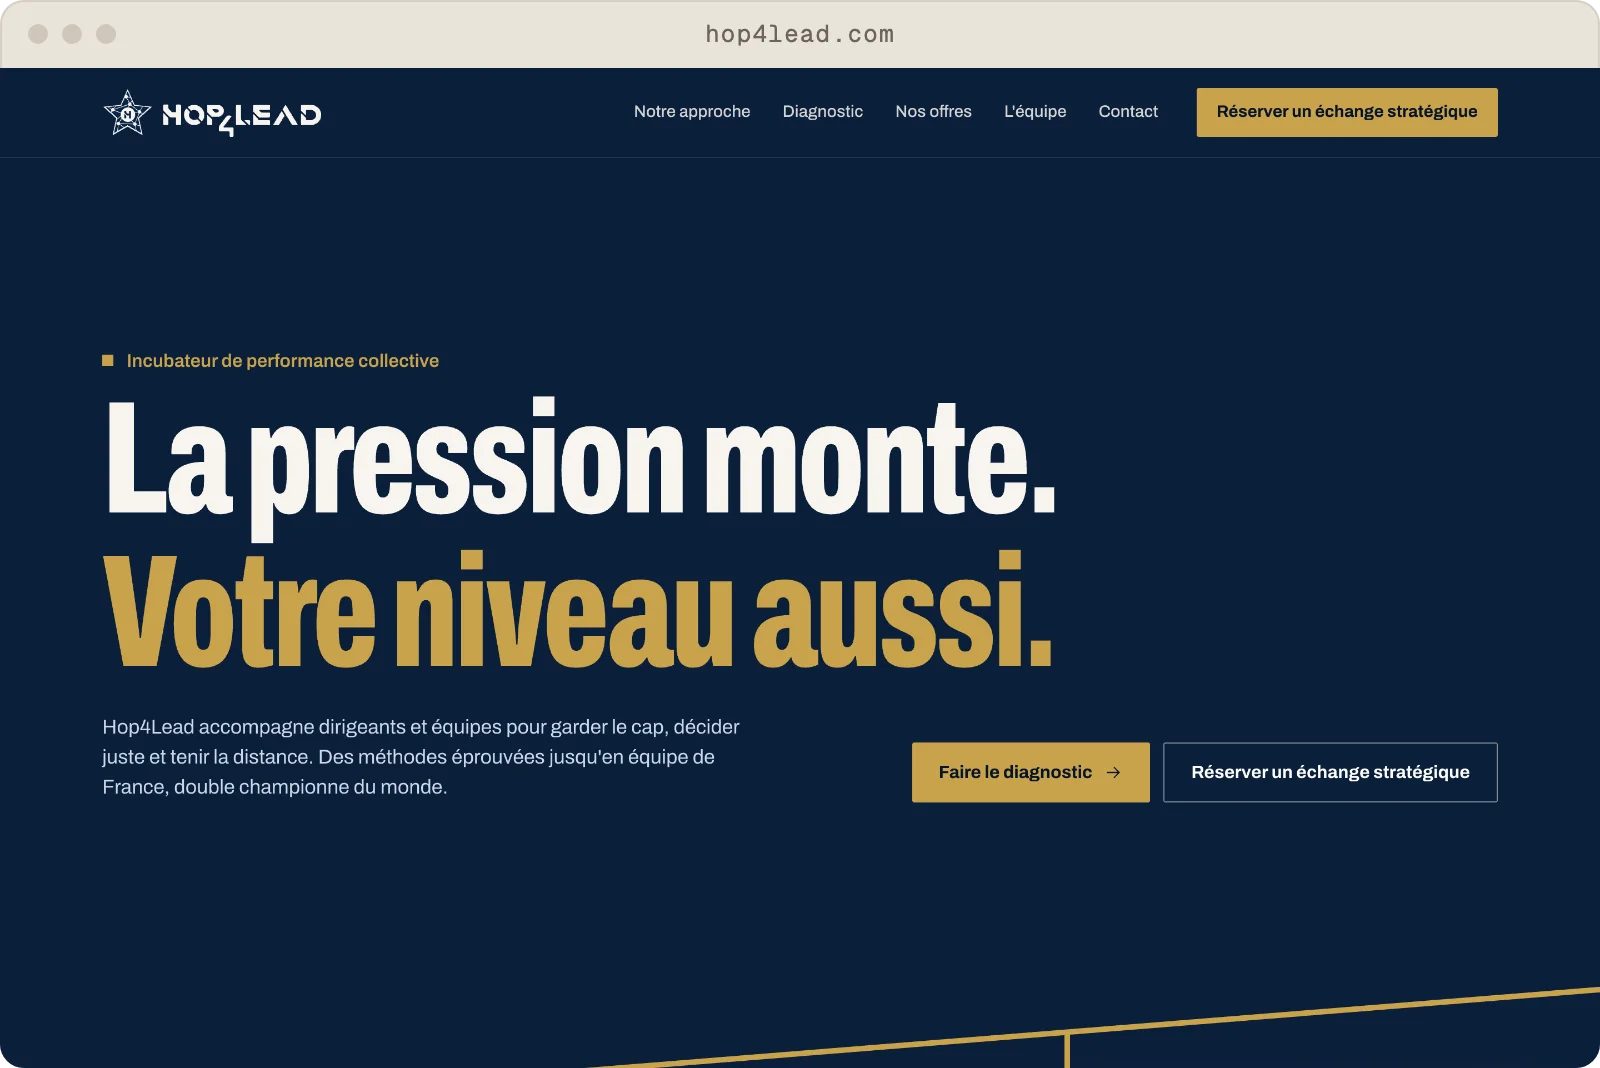 hop4lead.com
HOP4LEAD
Notre approche
Diagnostic
Nos offres
L'équipe
Contact
Réserver un échange stratégique
Incubateur de performance collective
La pression monte.
Votre niveau aussi.
Hop4Lead accompagne dirigeants et équipes pour garder le cap, décider
juste et tenir la distance. Des méthodes éprouvées jusqu'en équipe de
France, double championne du monde.
Faire le diagnostic →
Réserver un échange stratégique